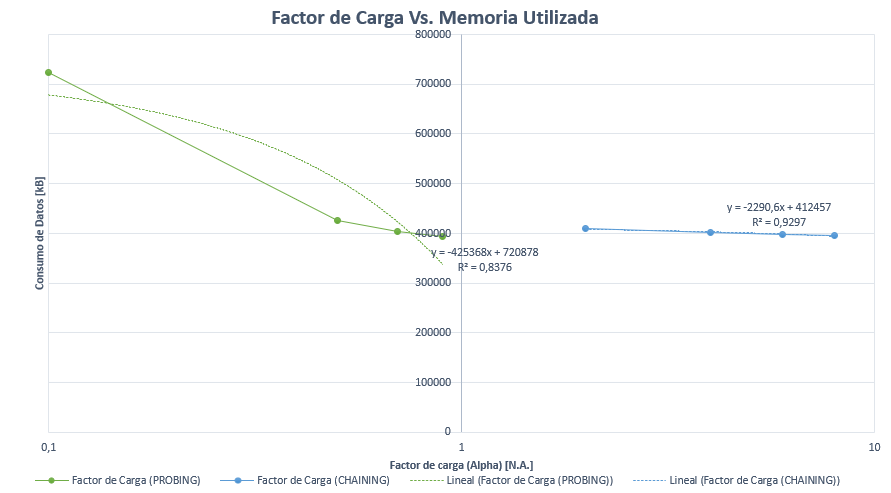 Factor de Carga Vs. Memoria Utilizada
800000
700000
600000
500000
400000
300000
200000
100000
0
Consumo de Datos [kB]
y = -2290,6x + 412457
R² = 0,9297
y = -425368x + 720878
R² = 0,8376
0,1
1
10
Factor de carga (Alpha) [N.A.]
Factor de Carga (PROBING)
Factor de Carga (CHAINING)
Lineal (Factor de Carga (PROBING))
Lineal (Factor de Carga (CHAINING))